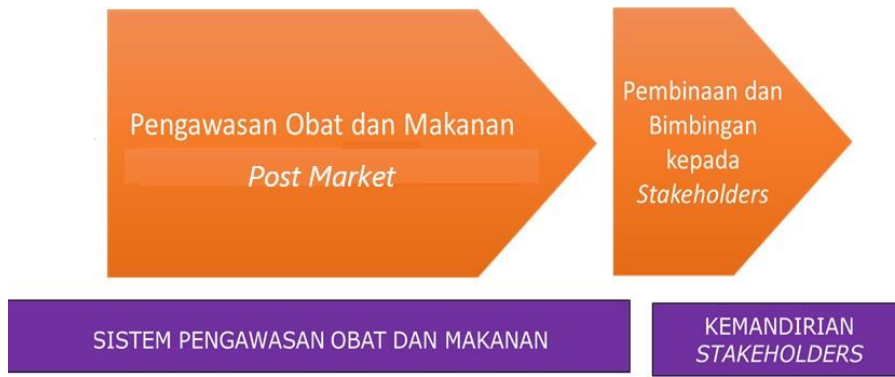 Pengawasan Obat dan Makanan
Post Market
Pembinaan dan
Bimbingan
kepada
Stakeholders
SISTEM PENGAWASAN OBAT DAN MAKANAN
KEMANDIRIAN
STAKEHOLDERS